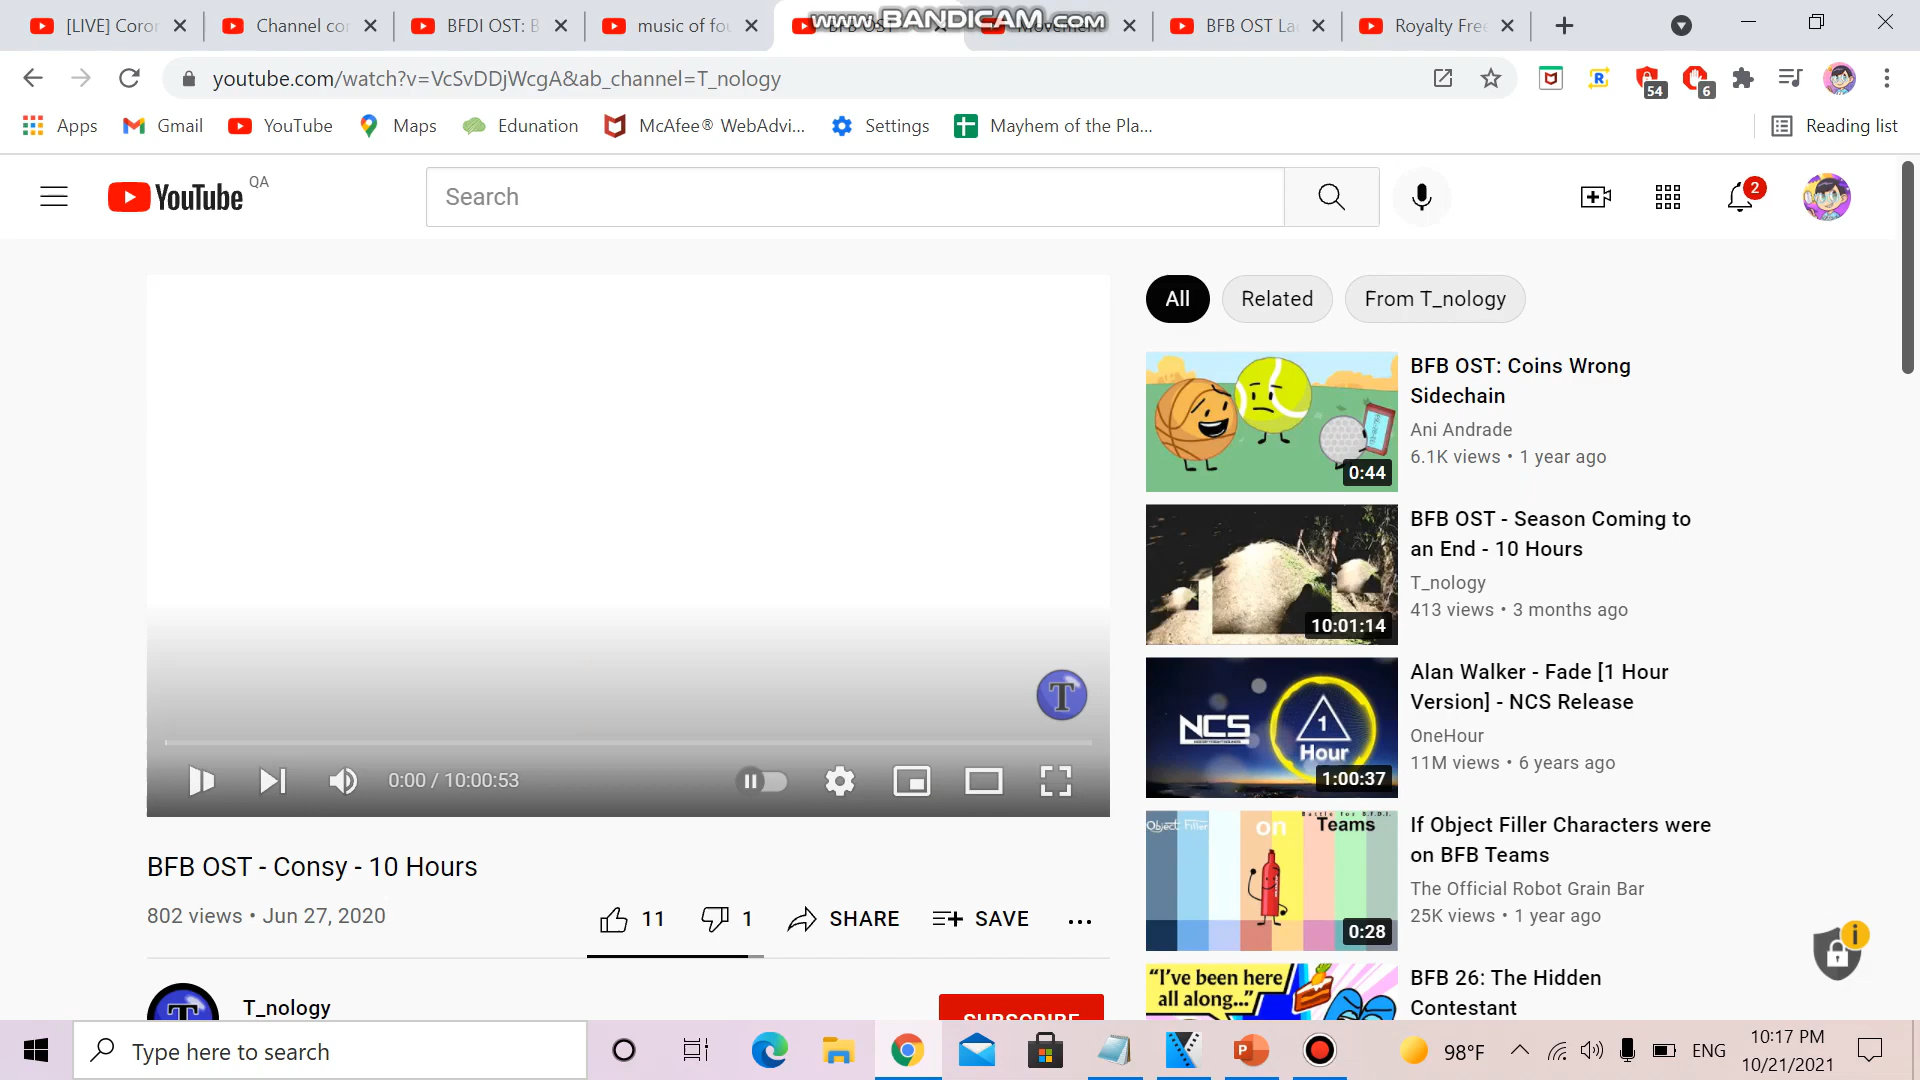 [LIVE] Coror
Channel co
BFDI OST: B
music of fo
www.BANDICAM.com
BFB OST La
Royalty Fre
youtube.com/watch?v=VcSvDDjWcgA&ab_channel=T_nology
54
6
Apps
Gmail
YouTube
Maps
Edunation
McAfee® WebAdvi...
Settings
Mayhem of the Pla...
Reading list
YouTube QA
Search
2
All
Related
From T_nology
BFB OST: Coins Wrong
Sidechain
Ani Andrade
6.1K views • 1 year ago
0:44
BFB OST - Season Coming to
an End - 10 Hours
T_nology
413 views • 3 months ago
10:01:14
Alan Walker - Fade [1 Hour
Version] - NCS Release
OneHour
11M views • 6 years ago
NCS
1
Hour
1:00:37
If Object Filler Characters were
on BFB Teams
The Official Robot Grain Bar
25K views • 1 year ago
Object Filler
on
Teams
0:28
BFB 26: The Hidden
Contestant
"I've been here
all along..."
T
0:00 / 10:00:53
BFB OST - Consy - 10 Hours
802 views • Jun 27, 2020
11
1
SHARE
SAVE
T_nology
SUBSCRIBE
Type here to search
98°F
ENG
10:17 PM
10/21/2021